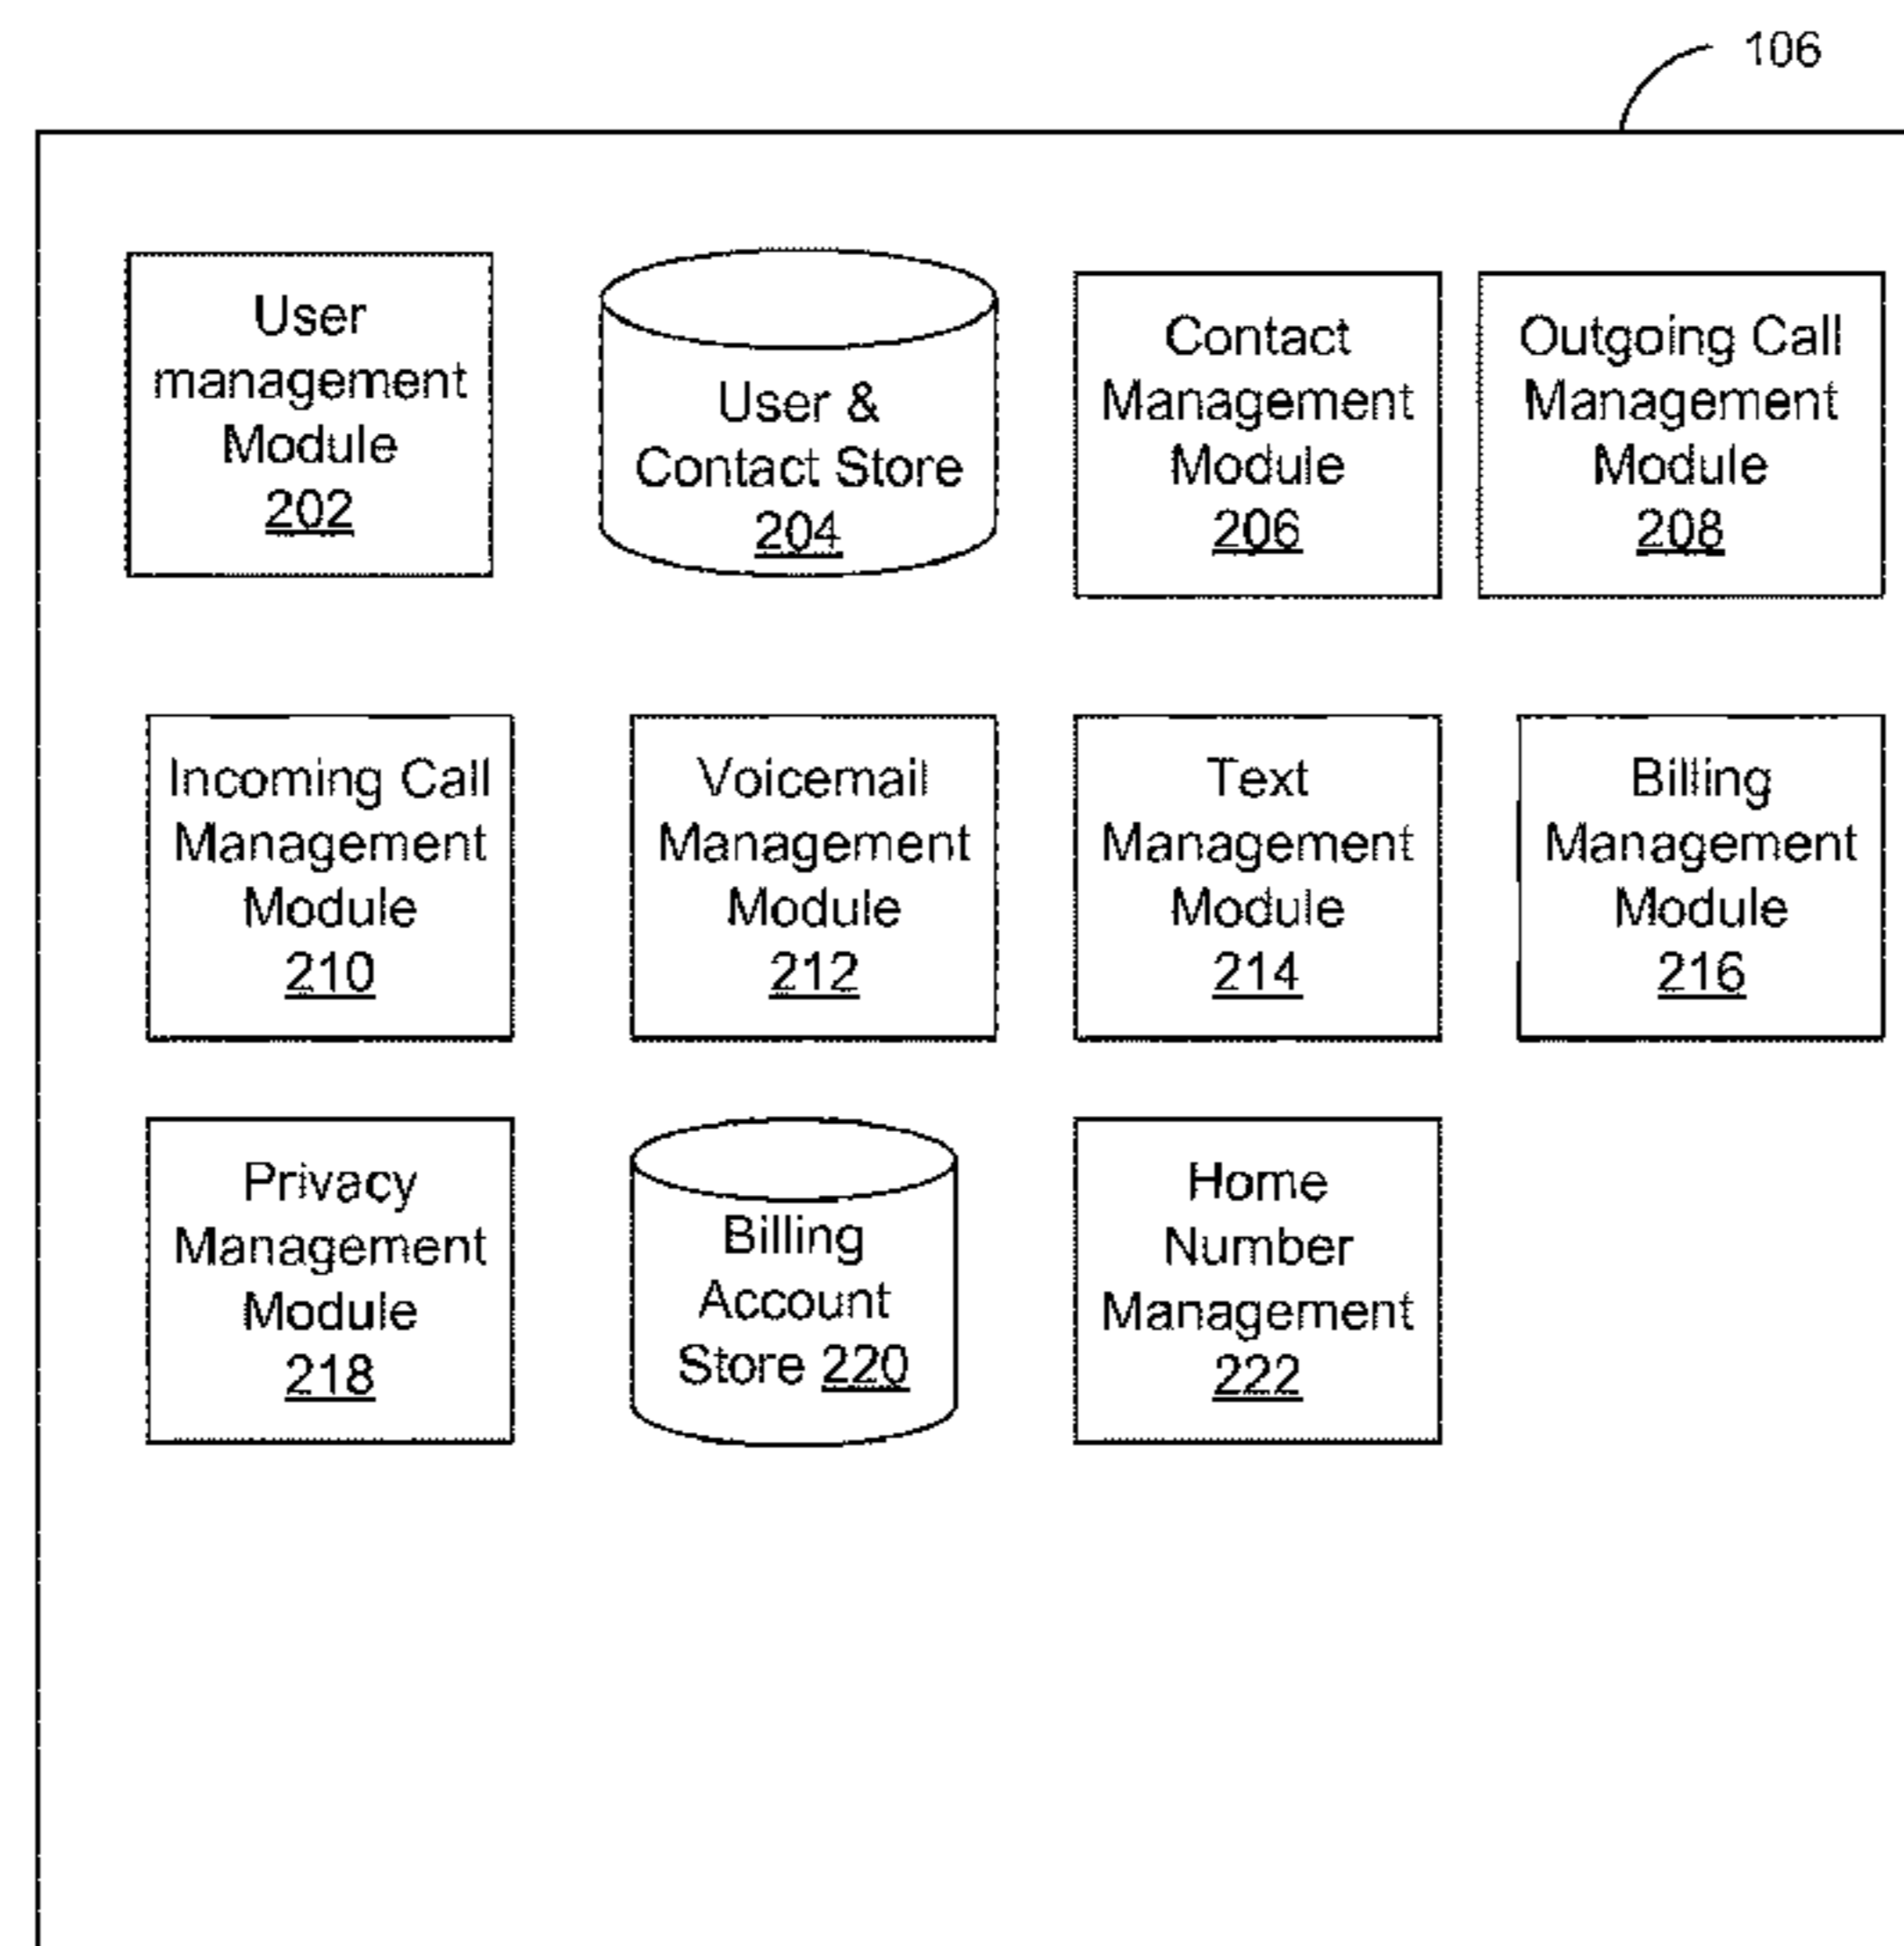 106
User
management
Module
202
User &
Contact Store
204
Contact
Management
Module
206
Outgoing Call
Management
Module
208
Incoming Call
Management
Module
210
Voicemail
Management
Module
212
Text
Management
Module
214
Billing
Management
Module
216
Privacy
Management
Module
218
Billing
Account
Store 220
Home
Number
Management
222